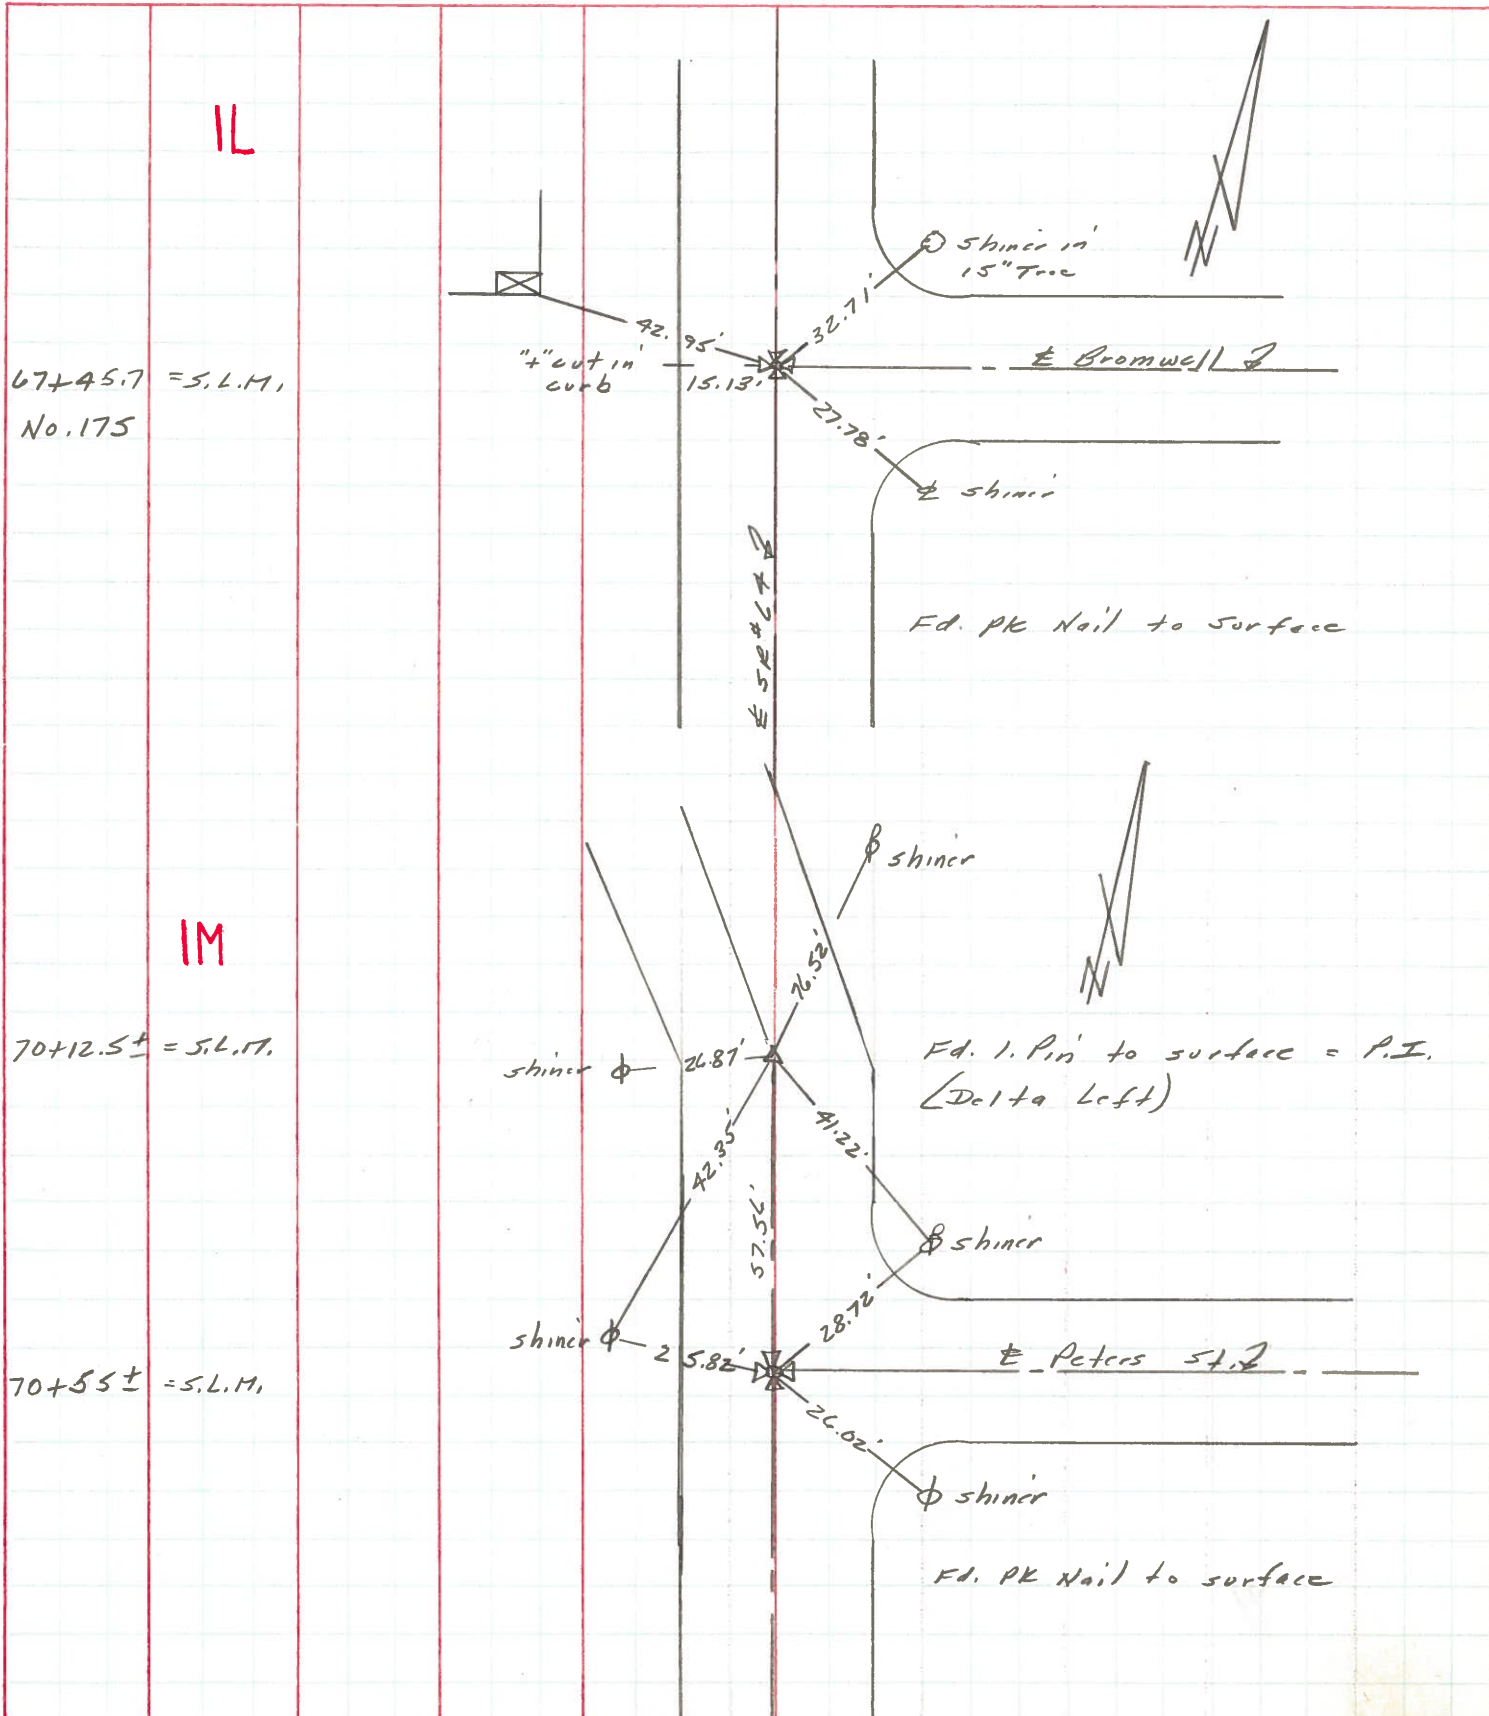 IL
shiner in
15" Tree
32.71'
42.95'
"+" cut in
curb
15.13'
℄ Bromwell
67+45.7 = S.L.M.
No. 175
27.78'
shiner
℄ SR #64
Fd. PK Nail to surface
shiner
IM
76.52'
70+12.5± = S.L.M.
shiner
26.87'
Fd. I. Pin to surface = P.I.
(Delta Left)
41.22'
42.35'
57.56'
shiner
28.72'
shiner
25.82'
℄ Peters St.
70+55± = S.L.M.
26.02'
shiner
Fd. PK Nail to surface
N
N